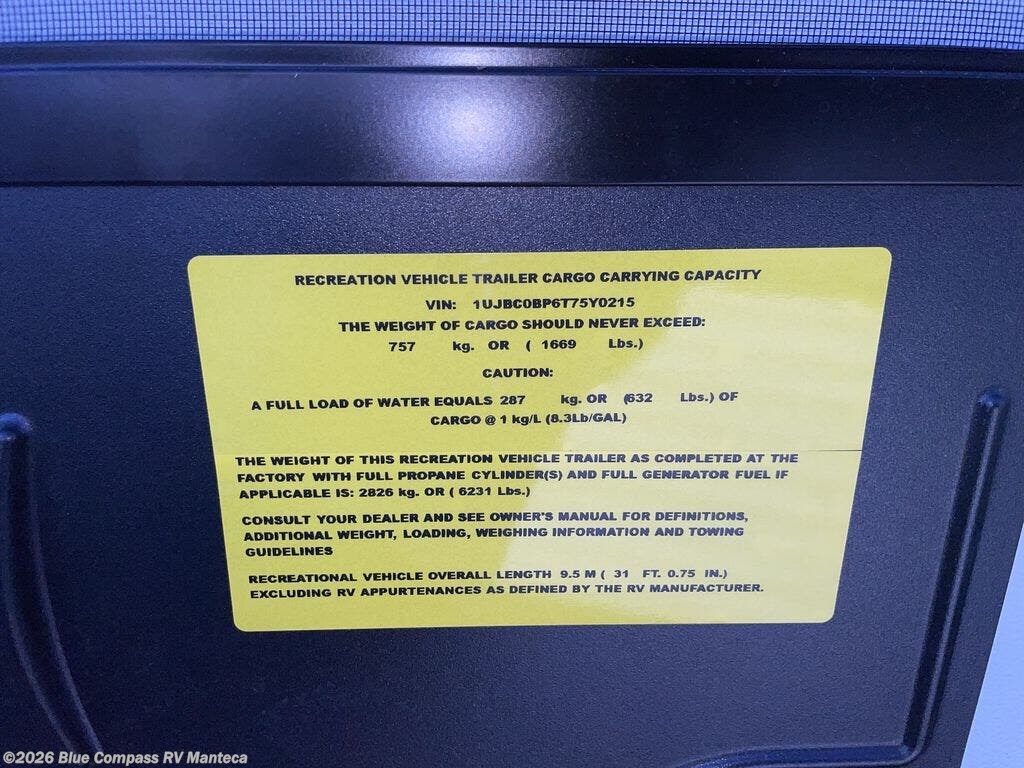 RECREATION VEHICLE TRAILER CARGO CARRYING CAPACITY
VIN: 1UJBC0BP6T75Y0215
THE WEIGHT OF CARGO SHOULD NEVER EXCEED:
757 kg. OR ( 1669 Lbs.)
CAUTION:
A FULL LOAD OF WATER EQUALS 287 kg. OR (632 Lbs.) OF
CARGO @ 1 kg/L (8.3Lb/GAL)
THE WEIGHT OF THIS RECREATION VEHICLE TRAILER AS COMPLETED AT THE
FACTORY WITH FULL PROPANE CYLINDER(S) AND FULL GENERATOR FUEL IF
APPLICABLE IS: 2826 kg. OR ( 6231 Lbs.)
CONSULT YOUR DEALER AND SEE OWNER'S MANUAL FOR DEFINITIONS,
ADDITIONAL WEIGHT, LOADING, WEIGHING INFORMATION AND TOWING
GUIDELINES
RECREATIONAL VEHICLE OVERALL LENGTH 9.5 M ( 31 FT. 0.75 IN.)
EXCLUDING RV APPURTENANCES AS DEFINED BY THE RV MANUFACTURER.
©2026 Blue Compass RV Manteca